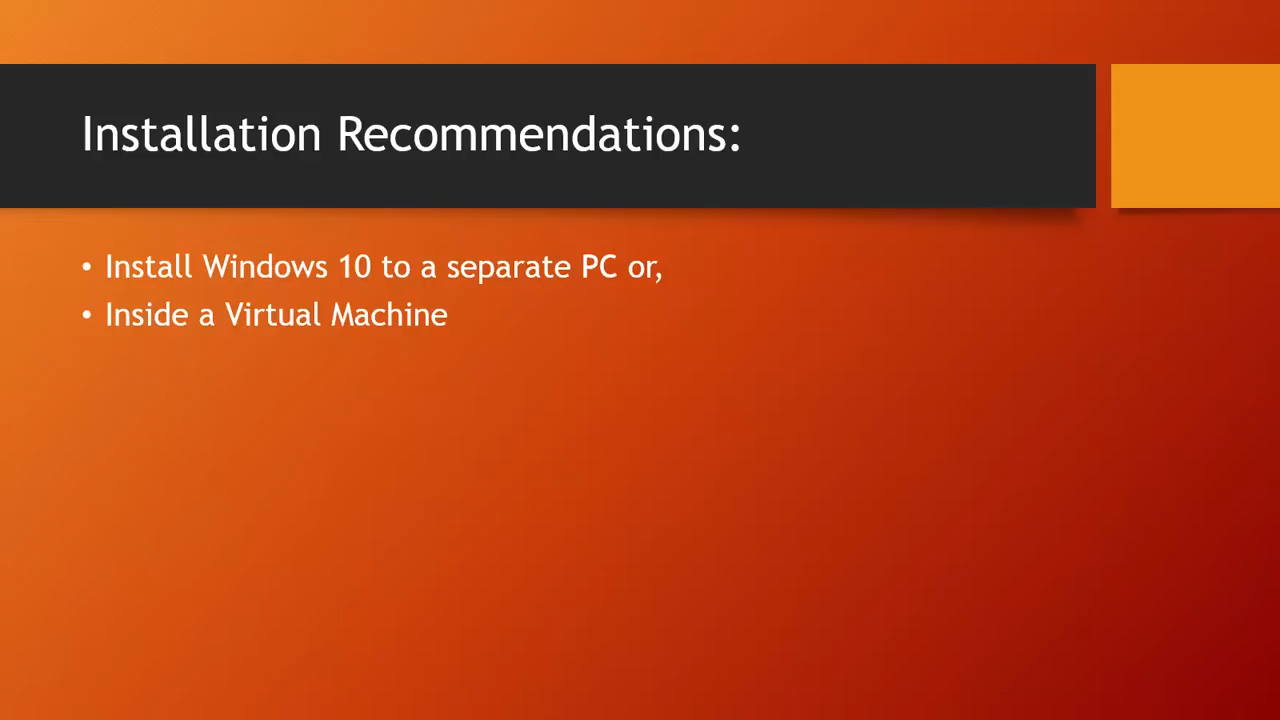 Installation Recommendations:
• Install Windows 10 to a separate PC or,
• Inside a Virtual Machine